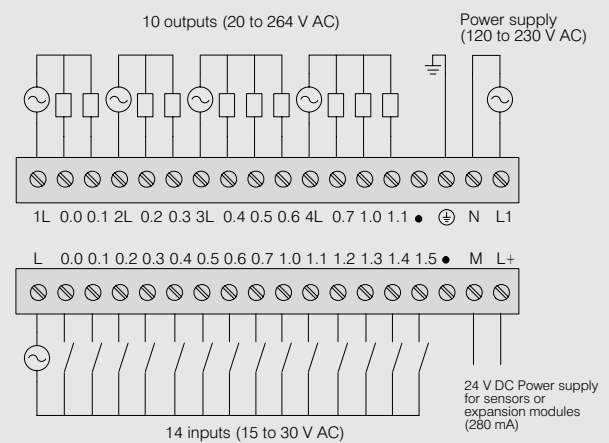 10 outputs (20 to 264 V AC)
Power supply
(120 to 230 V AC)
1L 0.0 0.1 2L 0.2 0.3 3L 0.4 0.5 0.6 4L 0.7 1.0 1.1 • N L1
L 0.0 0.1 0.2 0.3 0.4 0.5 0.6 0.7 1.0 1.1 1.2 1.3 1.4 1.5 • M L+
24 V DC Power supply
for sensors or
expansion modules
(280 mA)
14 inputs (15 to 30 V AC)